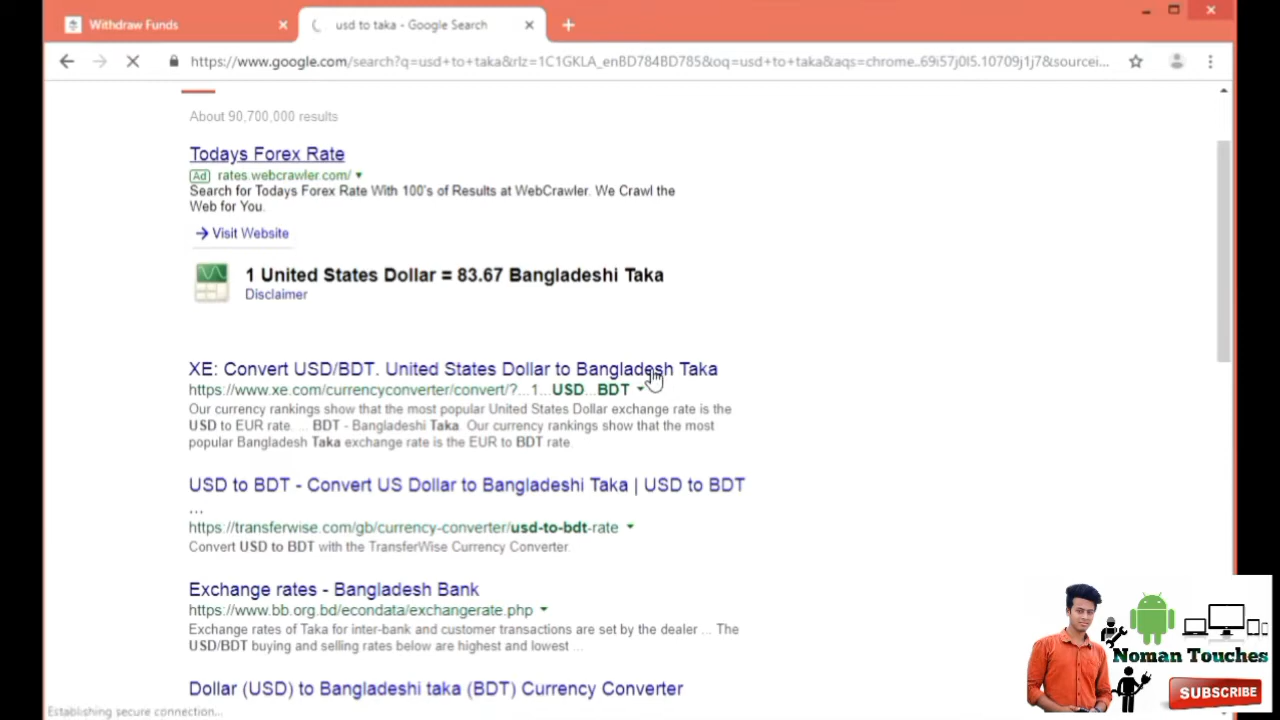 Withdraw Funds
usd to taka - Google Search
https://www.google.com/search?q=usd+to+taka&rlz=1C1GKLA_enBD784BD785&oq=usd+to+taka&aqs=chrome..69i57j0l5.10709j1j7&sourcei...
About 90,700,000 results
Todays Forex Rate
Ad rates.webcrawler.com/
Search for Todays Forex Rate With 100's of Results at WebCrawler. We Crawl the
Web for You.
→ Visit Website
1 United States Dollar = 83.67 Bangladeshi Taka
Disclaimer
XE: Convert USD/BDT. United States Dollar to Bangladesh Taka
https://www.xe.com/currencyconverter/convert/?...1...USD...BDT
Our currency rankings show that the most popular United States Dollar exchange rate is the
USD to EUR rate. ... BDT - Bangladeshi Taka. Our currency rankings show that the most
popular Bangladesh Taka exchange rate is the EUR to BDT rate.
USD to BDT - Convert US Dollar to Bangladeshi Taka | USD to BDT
...
https://transferwise.com/gb/currency-converter/usd-to-bdt-rate
Convert USD to BDT with the TransferWise Currency Converter.
Exchange rates - Bangladesh Bank
https://www.bb.org.bd/econdata/exchangerate.php
Exchange rates of Taka for inter-bank and customer transactions are set by the dealer ... The
USD/BDT buying and selling rates below are highest and lowest ...
Dollar (USD) to Bangladeshi taka (BDT) Currency Converter
Establishing secure connection...
Noman Touches
SUBSCRIBE